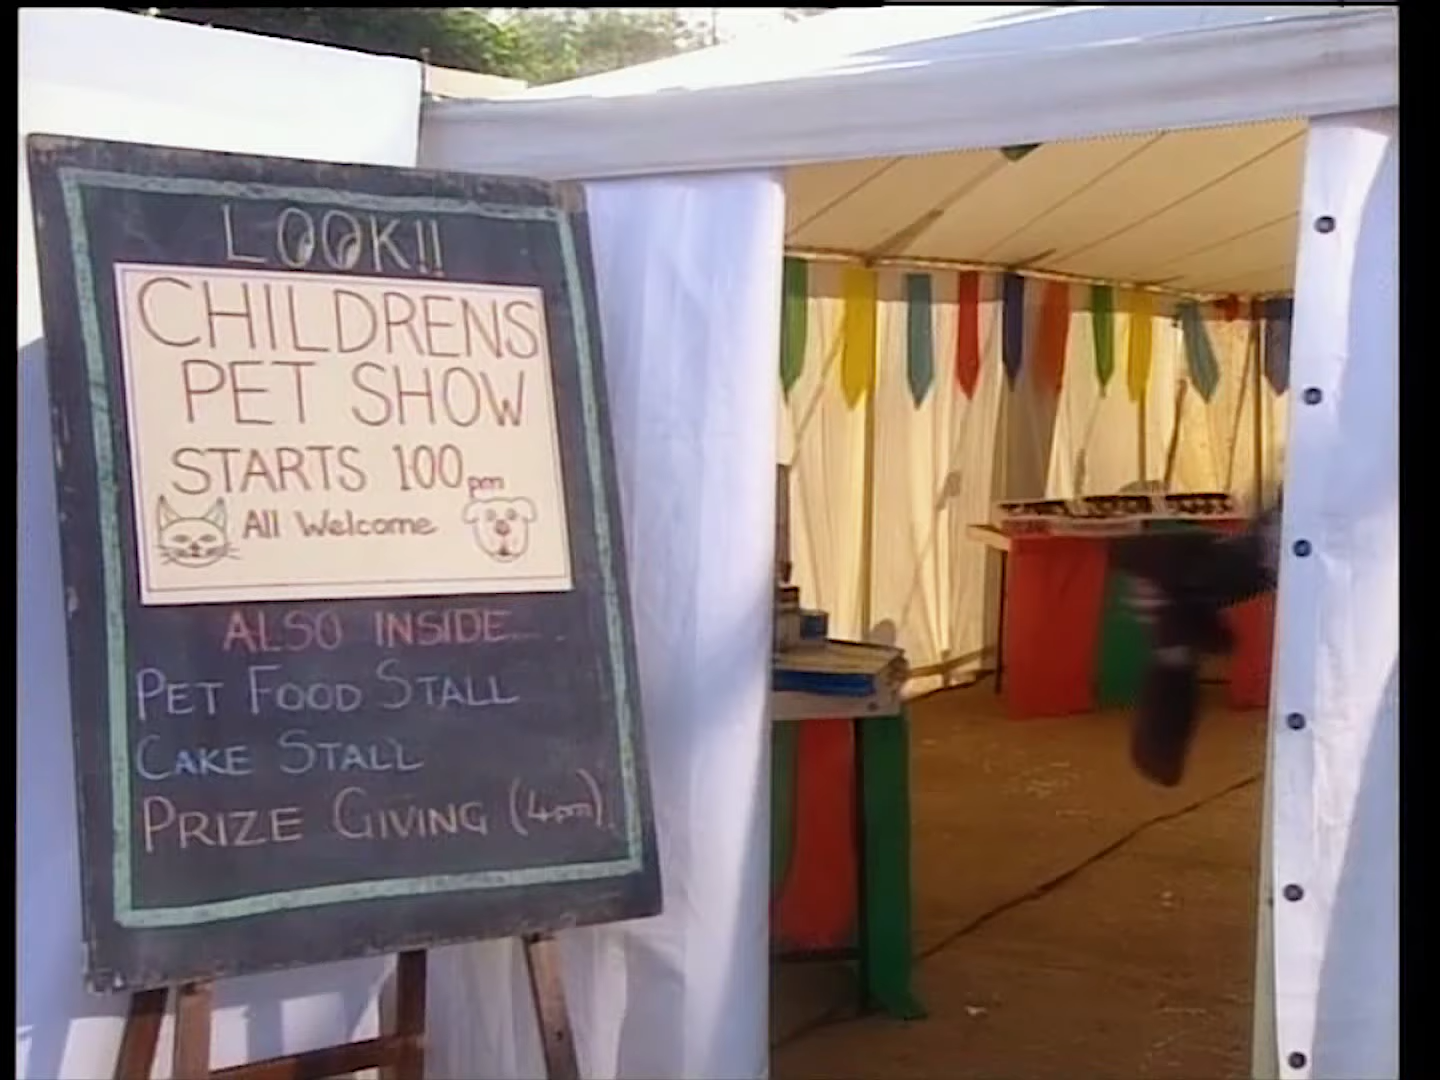 LOOK!!
CHILDRENS
PET SHOW
STARTS 1·00pm
All Welcome
ALSO INSIDE...
PET FOOD STALL
CAKE STALL
PRIZE GIVING (4pm)